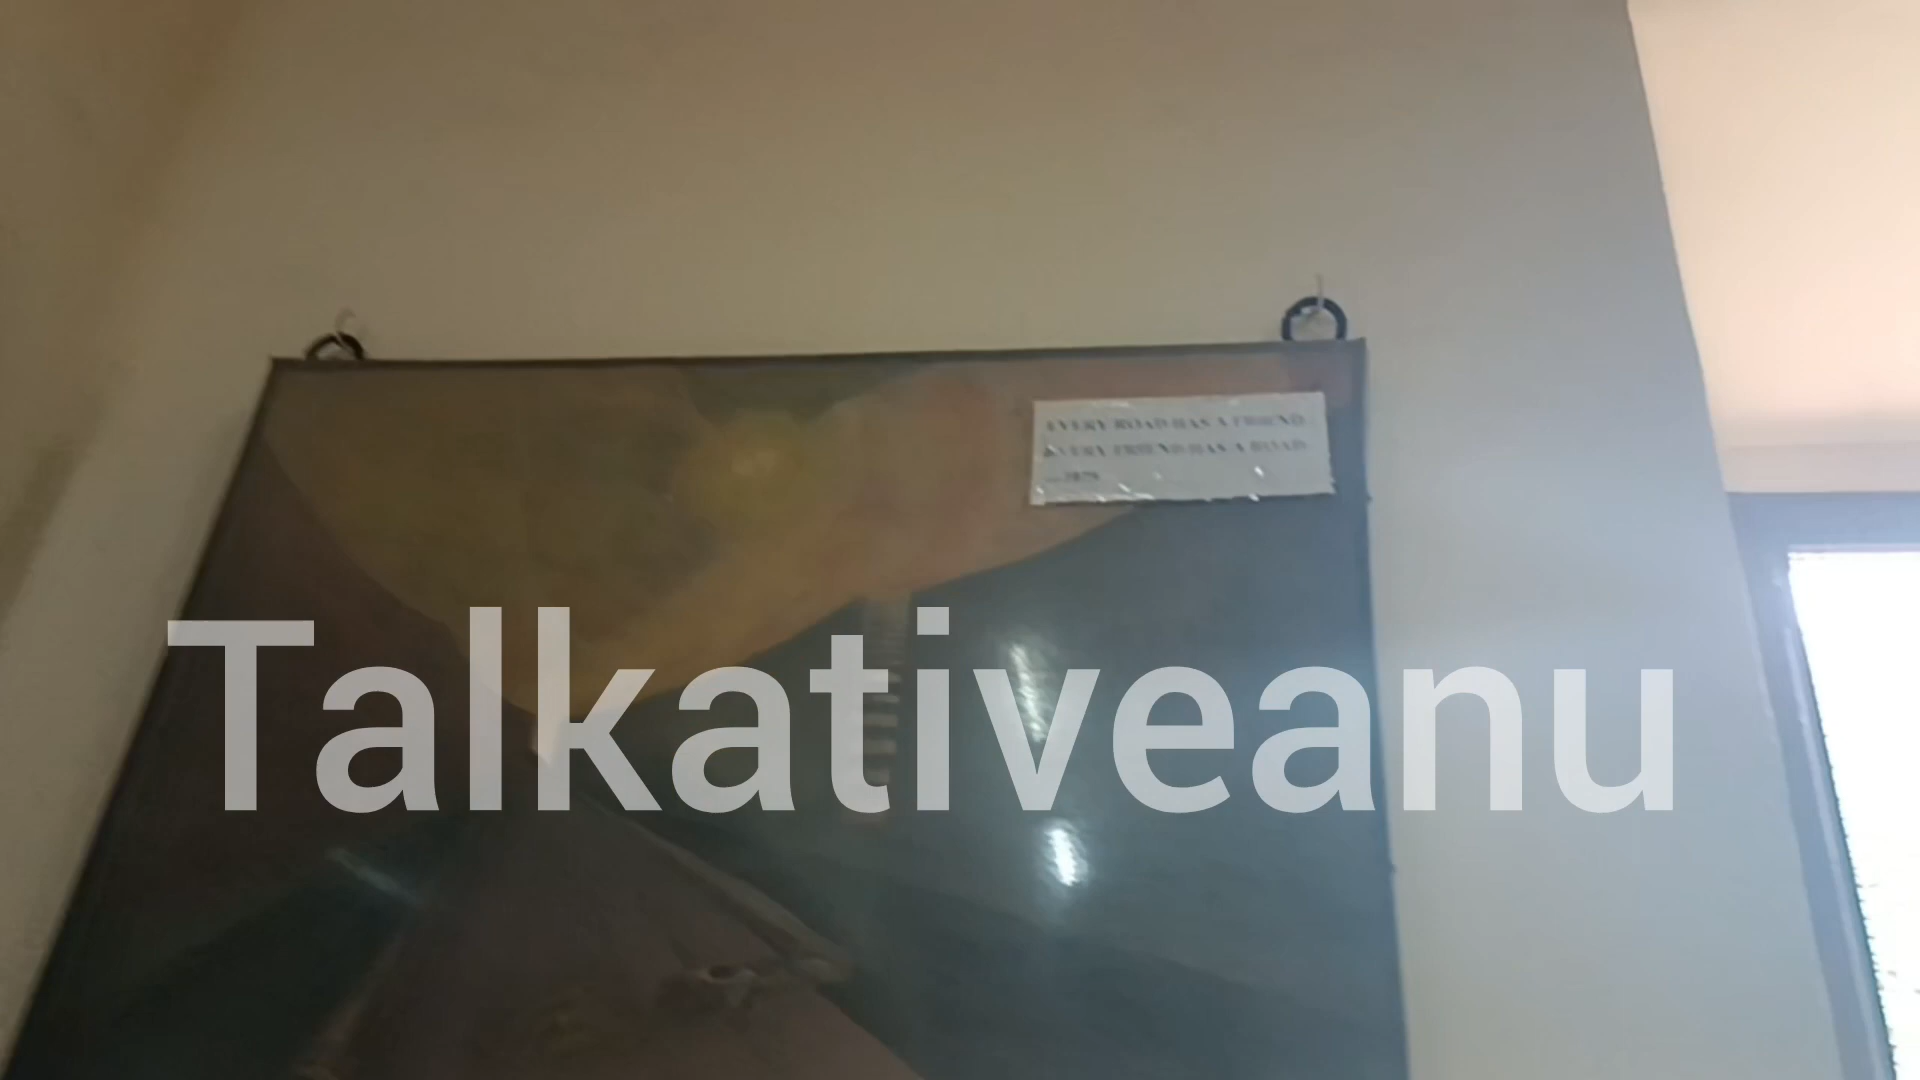 EVERY ROAD HAS A FRIEND
EVERY FRIEND HAS A ROAD
Talkativeanu